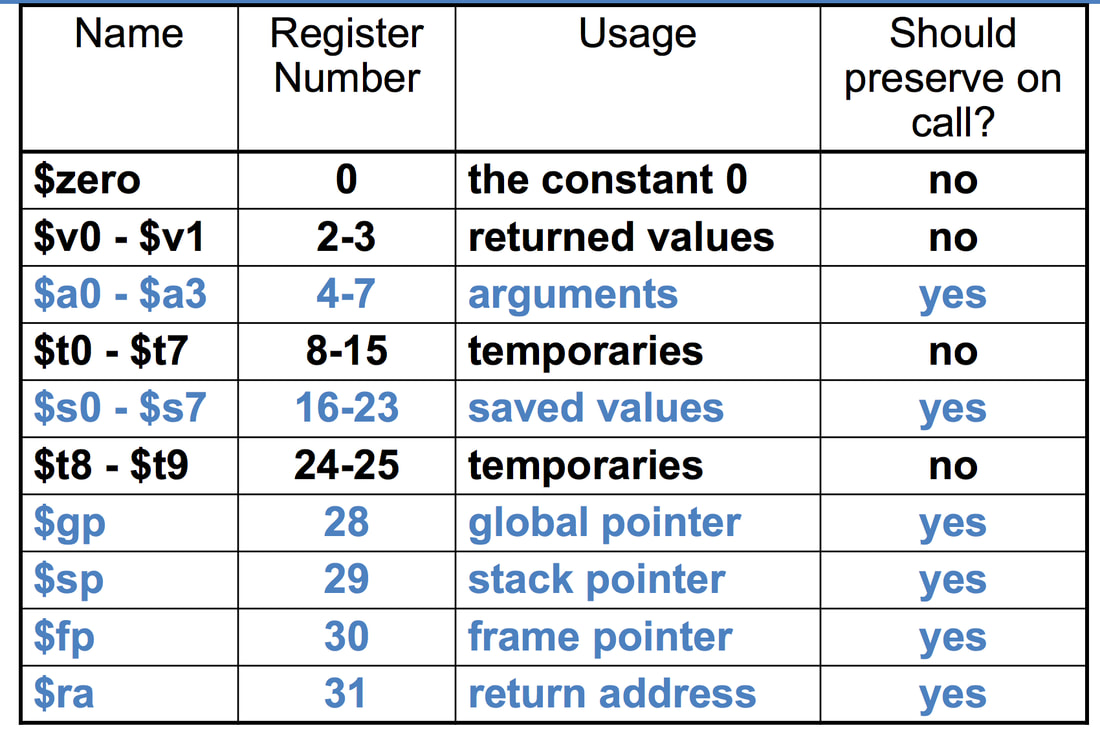 Name Register Number Usage Should preserve on call?
$zero 0 the constant 0 no
$v0 - $v1 2-3 returned values no
$a0 - $a3 4-7 arguments yes
$t0 - $t7 8-15 temporaries no
$s0 - $s7 16-23 saved values yes
$t8 - $t9 24-25 temporaries no
$gp 28 global pointer yes
$sp 29 stack pointer yes
$fp 30 frame pointer yes
$ra 31 return address yes